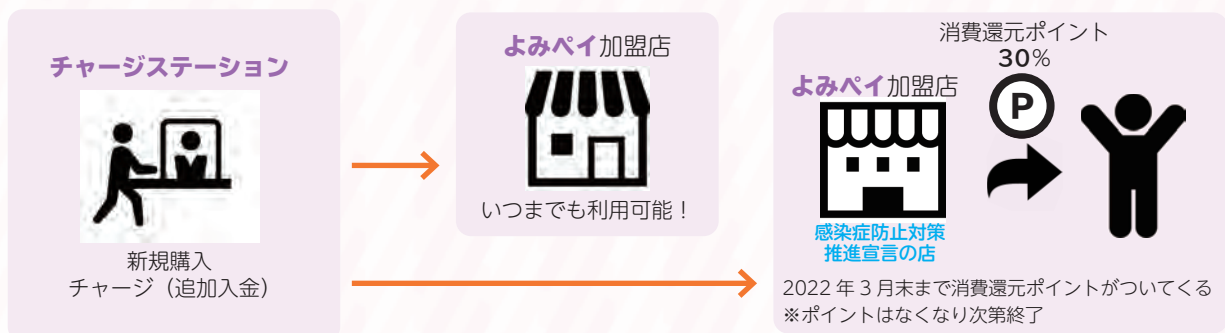 チャージステーション
新規購入
チャージ（追加入金）
よみペイ加盟店
いつまでも利用可能！
消費還元ポイント
30%
P
よみペイ加盟店
感染症防止対策
推進宣言の店
2022 年 3 月末まで消費還元ポイントがついてくる
※ポイントはなくなり次第終了